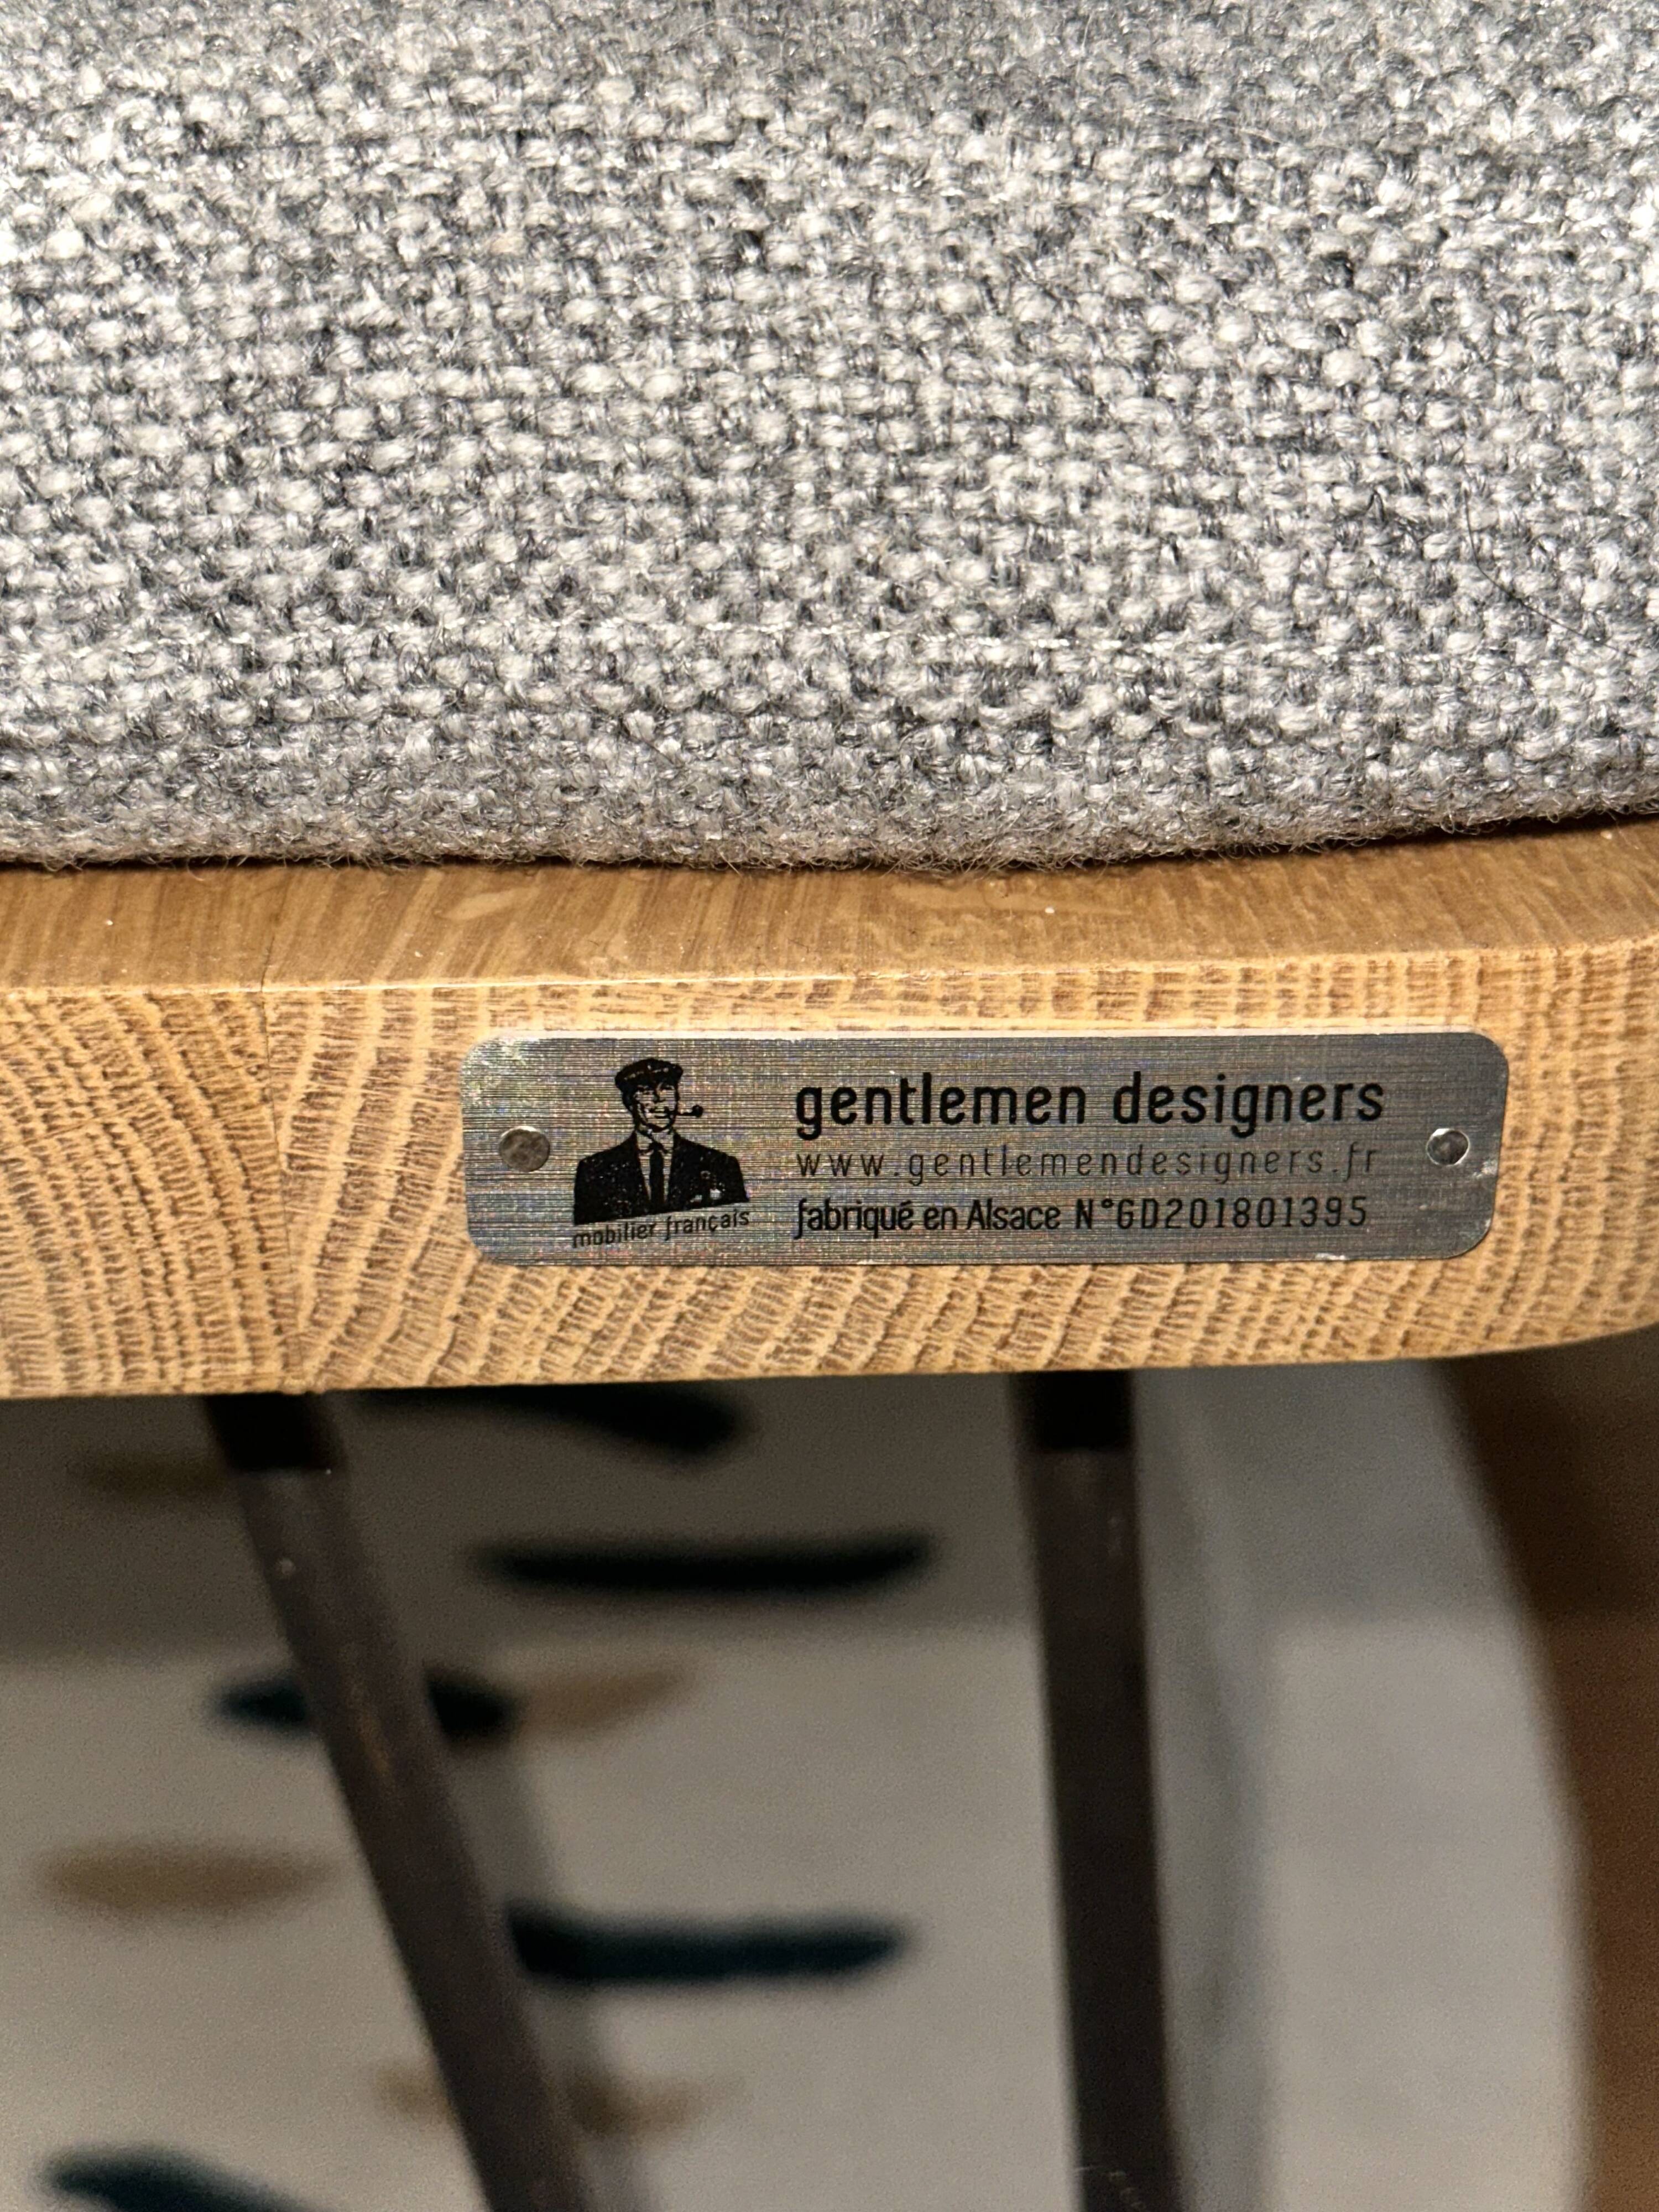 gentlemen designers
www.gentlemendesigners.fr
fabriqué en Alsace N°GD201801395
mobilier français